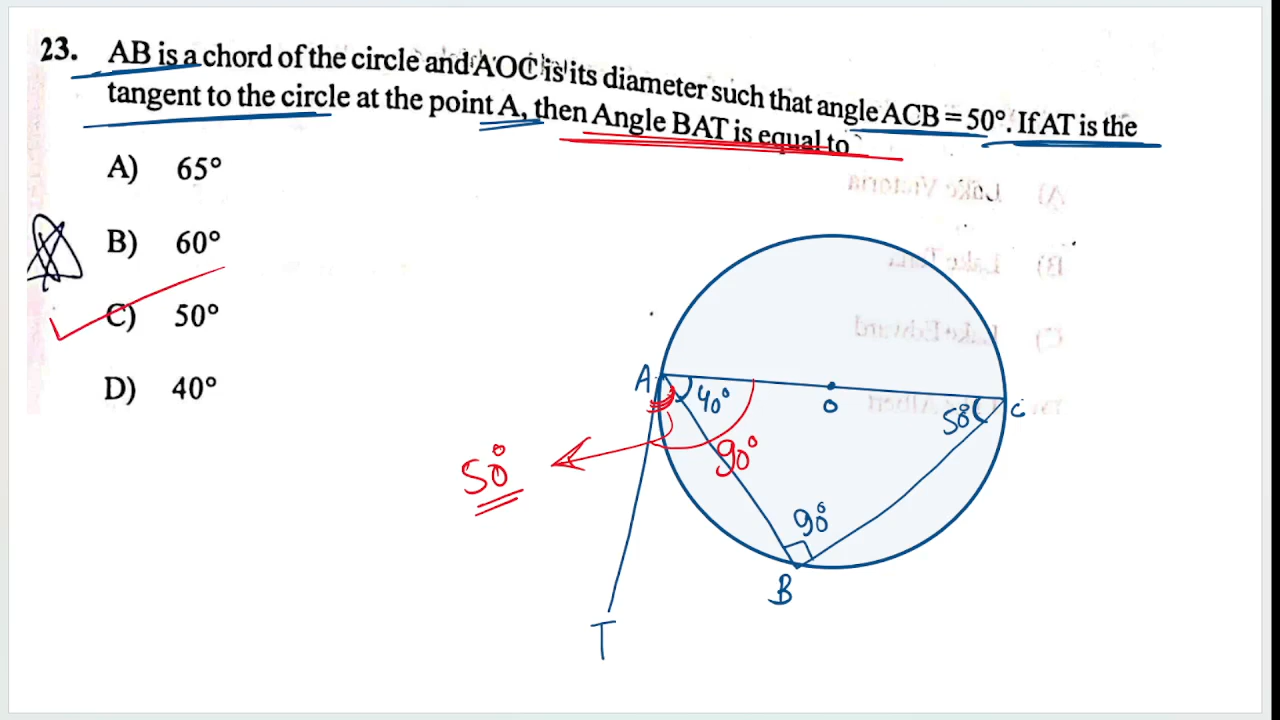 23. AB is a chord of the circle and AOC is its diameter such that angle ACB = 50°. If AT is the
tangent to the circle at the point A, then Angle BAT is equal to
A) 65°
B) 60°
C) 50°
D) 40°
A)
B)
C)
A 40° O 50° C
50° 90°
90°
B
T